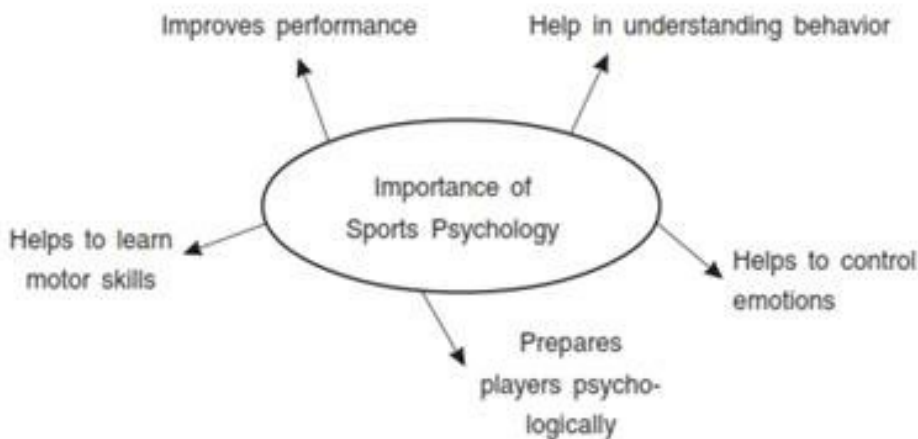 Improves performance
Help in understanding behavior
Importance of
Sports Psychology
Helps to learn
motor skills
Helps to control
emotions
Prepares
players psycho-
logically